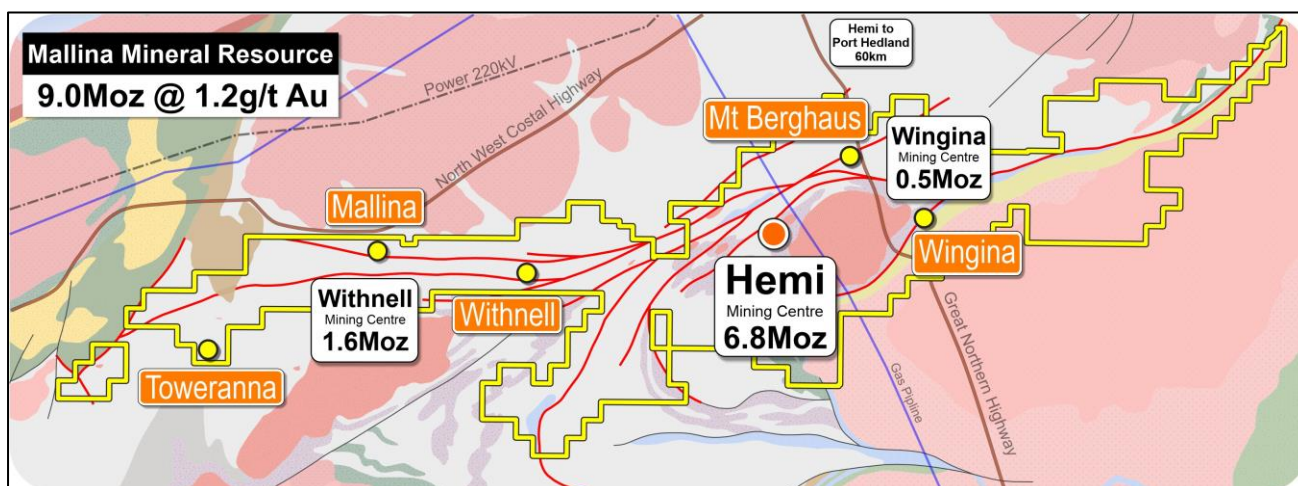 Mallina Mineral Resource
9.0Moz @ 1.2g/t Au
Power 220kV
North West Costal Highway
Hemi to
Port Hedland
60km
Mt Berghaus
Wingina
Mining Centre
0.5Moz
Mallina
Wingina
Withnell
Mining Centre
1.6Moz
Withnell
Hemi
Mining Centre
6.8Moz
Toweranna
Gas Pipline
Great Northern Highway